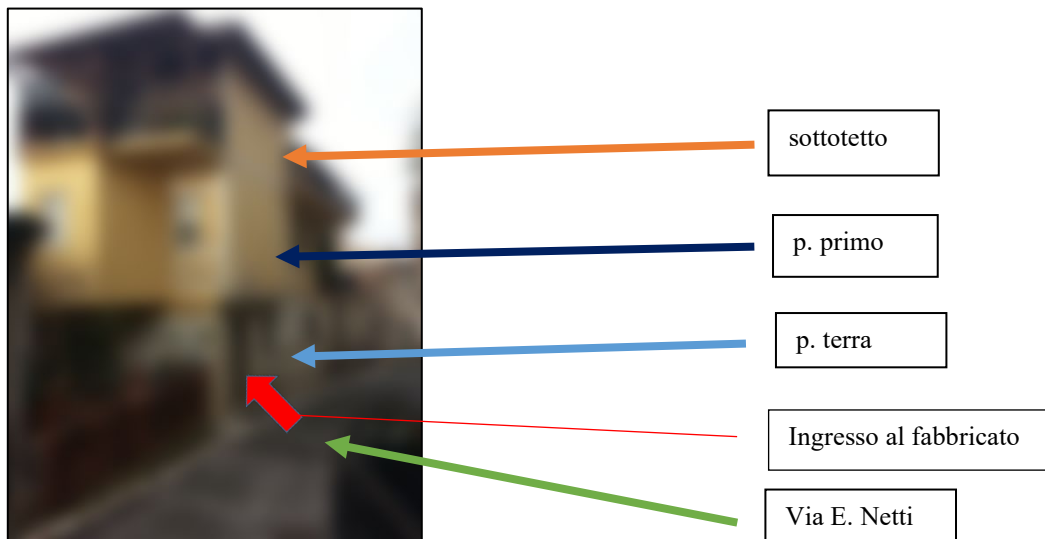 sottotetto
p. primo
p. terra
Ingresso al fabbricato
Via E. Netti